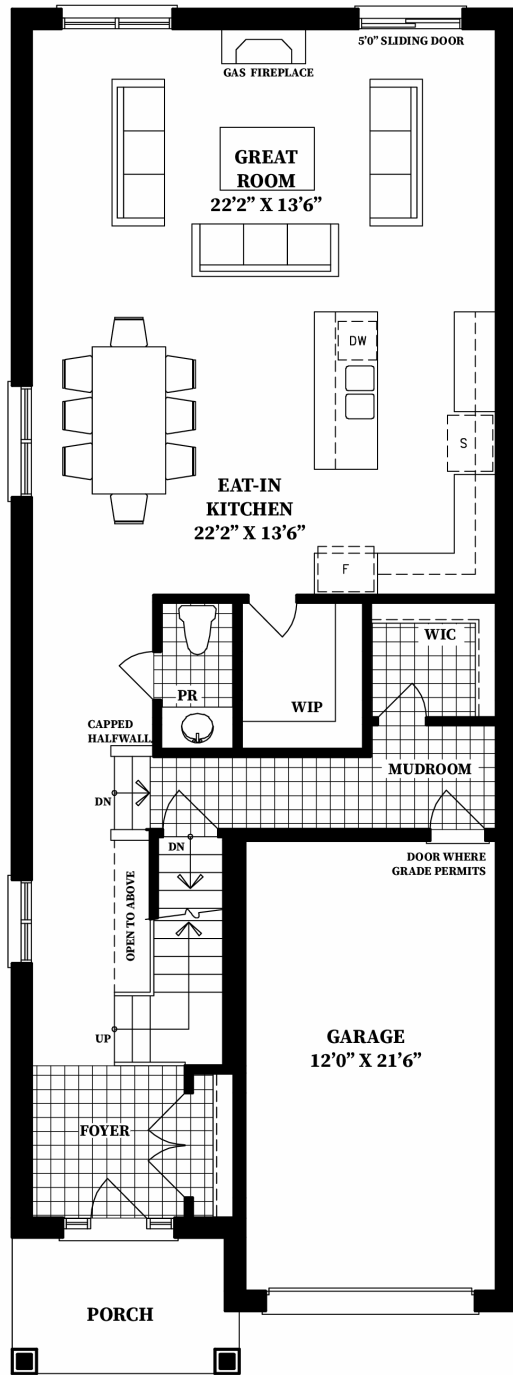 5'0" SLIDING DOOR
GAS FIREPLACE
GREAT
ROOM
22'2" X 13'6"
DW
S
EAT-IN
KITCHEN
22'2" X 13'6"
F
WIC
PR
WIP
CAPPED
HALFWALL
MUDROOM
DN
DN
DOOR WHERE
GRADE PERMITS
OPEN TO ABOVE
UP
GARAGE
12'0" X 21'6"
FOYER
PORCH